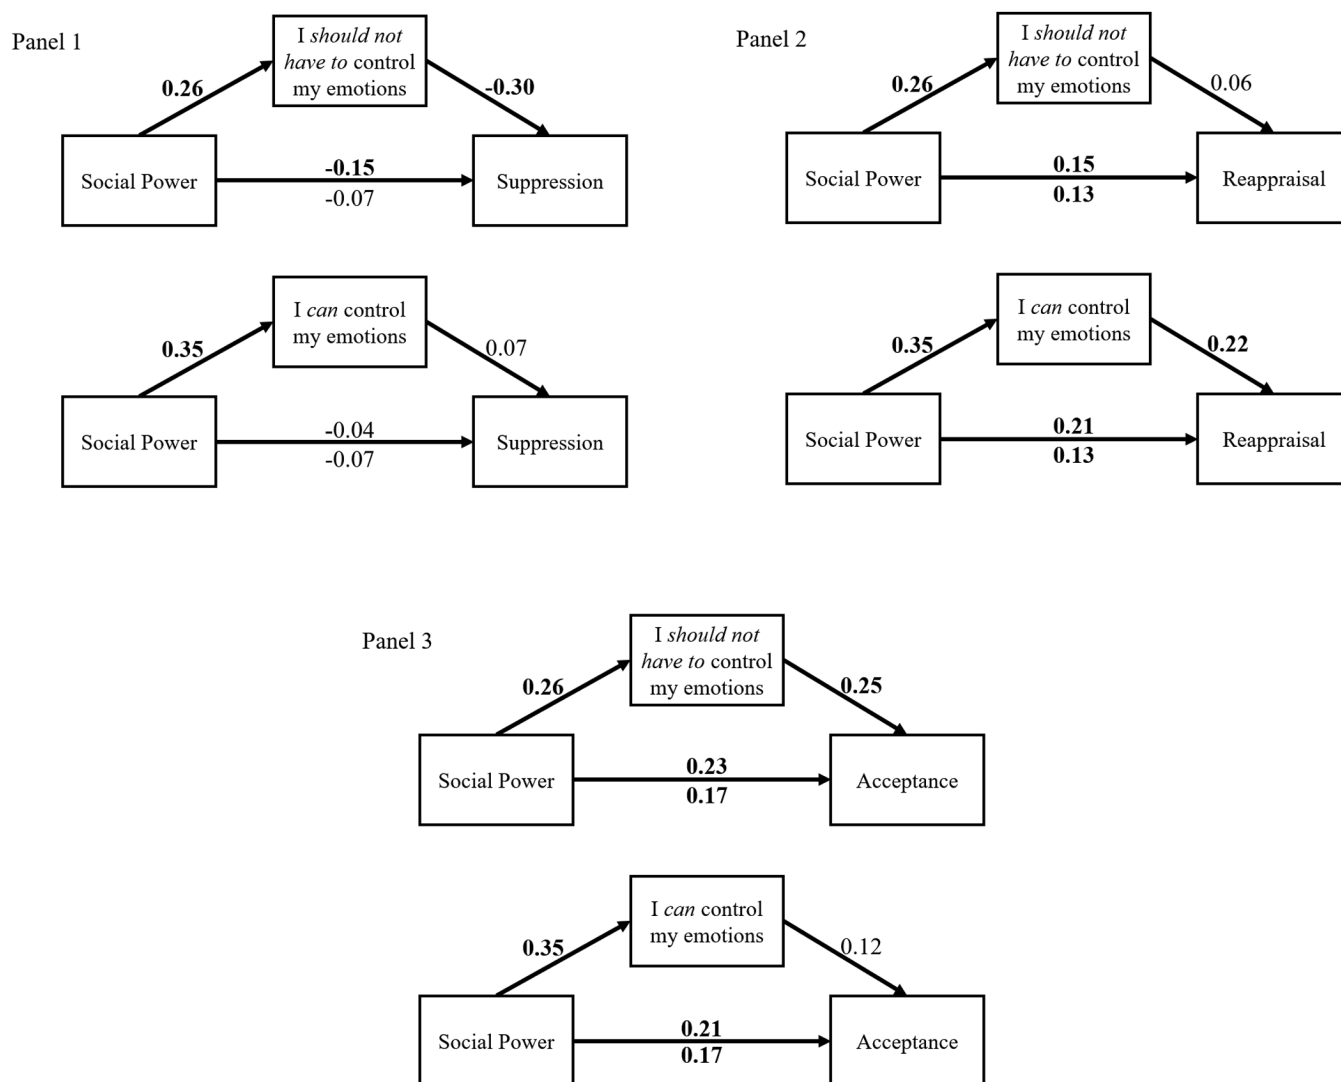 Panel 1
I should not
have to control
my emotions
0.26
-0.30
Social Power
-0.15
-0.07
Suppression
I can control
my emotions
0.35
0.07
Social Power
-0.04
-0.07
Suppression
Panel 2
I should not
have to control
my emotions
0.26
0.06
Social Power
0.15
0.13
Reappraisal
I can control
my emotions
0.35
0.22
Social Power
0.21
0.13
Reappraisal
Panel 3
I should not
have to control
my emotions
0.26
0.25
Social Power
0.23
0.17
Acceptance
I can control
my emotions
0.35
0.12
Social Power
0.21
0.17
Acceptance